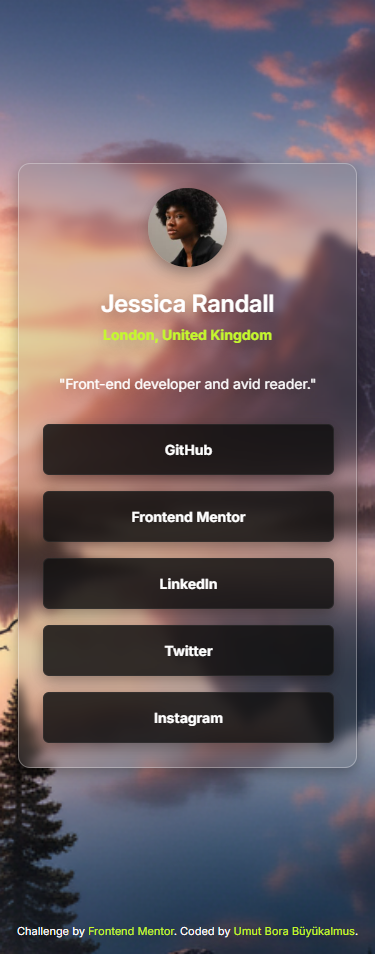 Jessica Randall
London, United Kingdom
"Front-end developer and avid reader."
GitHub
Frontend Mentor
LinkedIn
Twitter
Instagram
Challenge by Frontend Mentor. Coded by Umut Bora Büyükalmus.